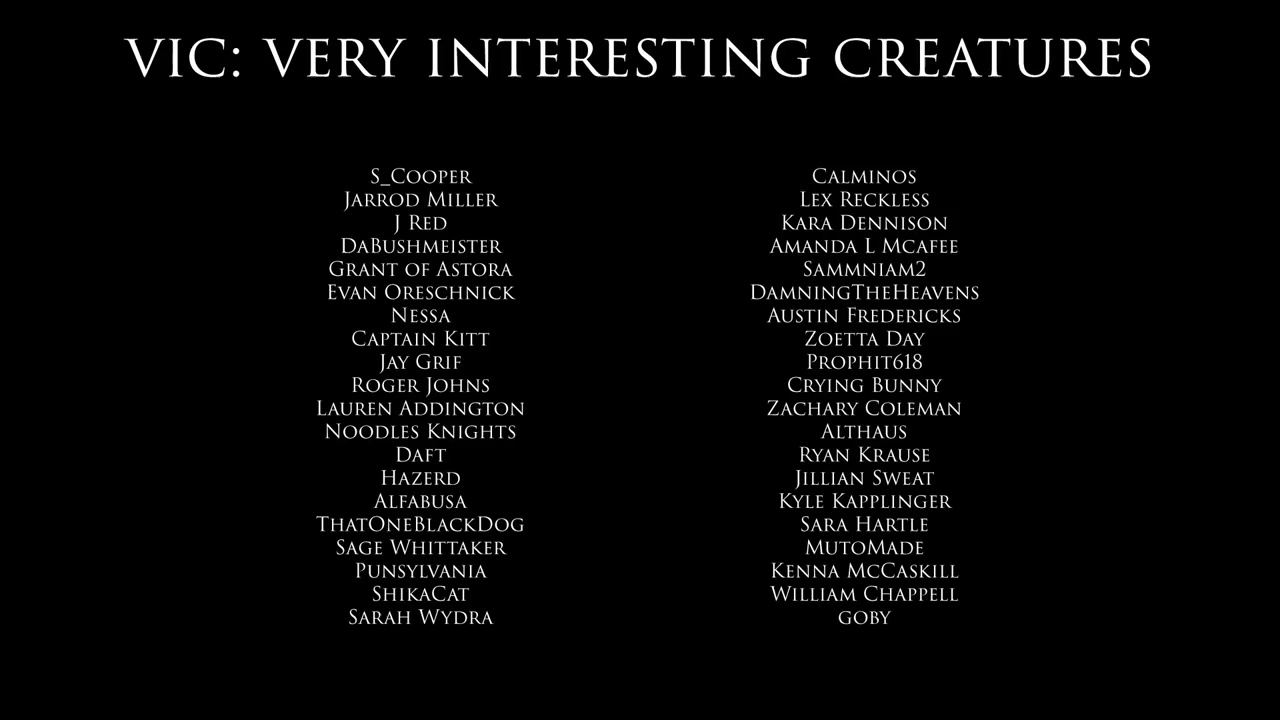 VIC: VERY INTERESTING CREATURES
S_COOPER
JARROD MILLER
J RED
DABUSHMEISTER
GRANT OF ASTORA
EVAN ORESCHNICK
NESSA
CAPTAIN KITT
JAY GRIF
ROGER JOHNS
LAUREN ADDINGTON
NOODLES KNIGHTS
DAFT
HAZERD
ALFABUSA
THATONEBLACKDOG
SAGE WHITTAKER
PUNSYLVANIA
SHIKACAT
SARAH WYDRA
CALMINOS
LEX RECKLESS
KARA DENNISON
AMANDA L MCAFEE
SAMMNIAM2
DAMNINGTHEHEAVENS
AUSTIN FREDERICKS
ZOETTA DAY
PROPHIT618
CRYING BUNNY
ZACHARY COLEMAN
ALTHAUS
RYAN KRAUSE
JILLIAN SWEAT
KYLE KAPPLINGER
SARA HARTLE
MUTOMADE
KENNA MCCASKILL
WILLIAM CHAPPELL
GOBY